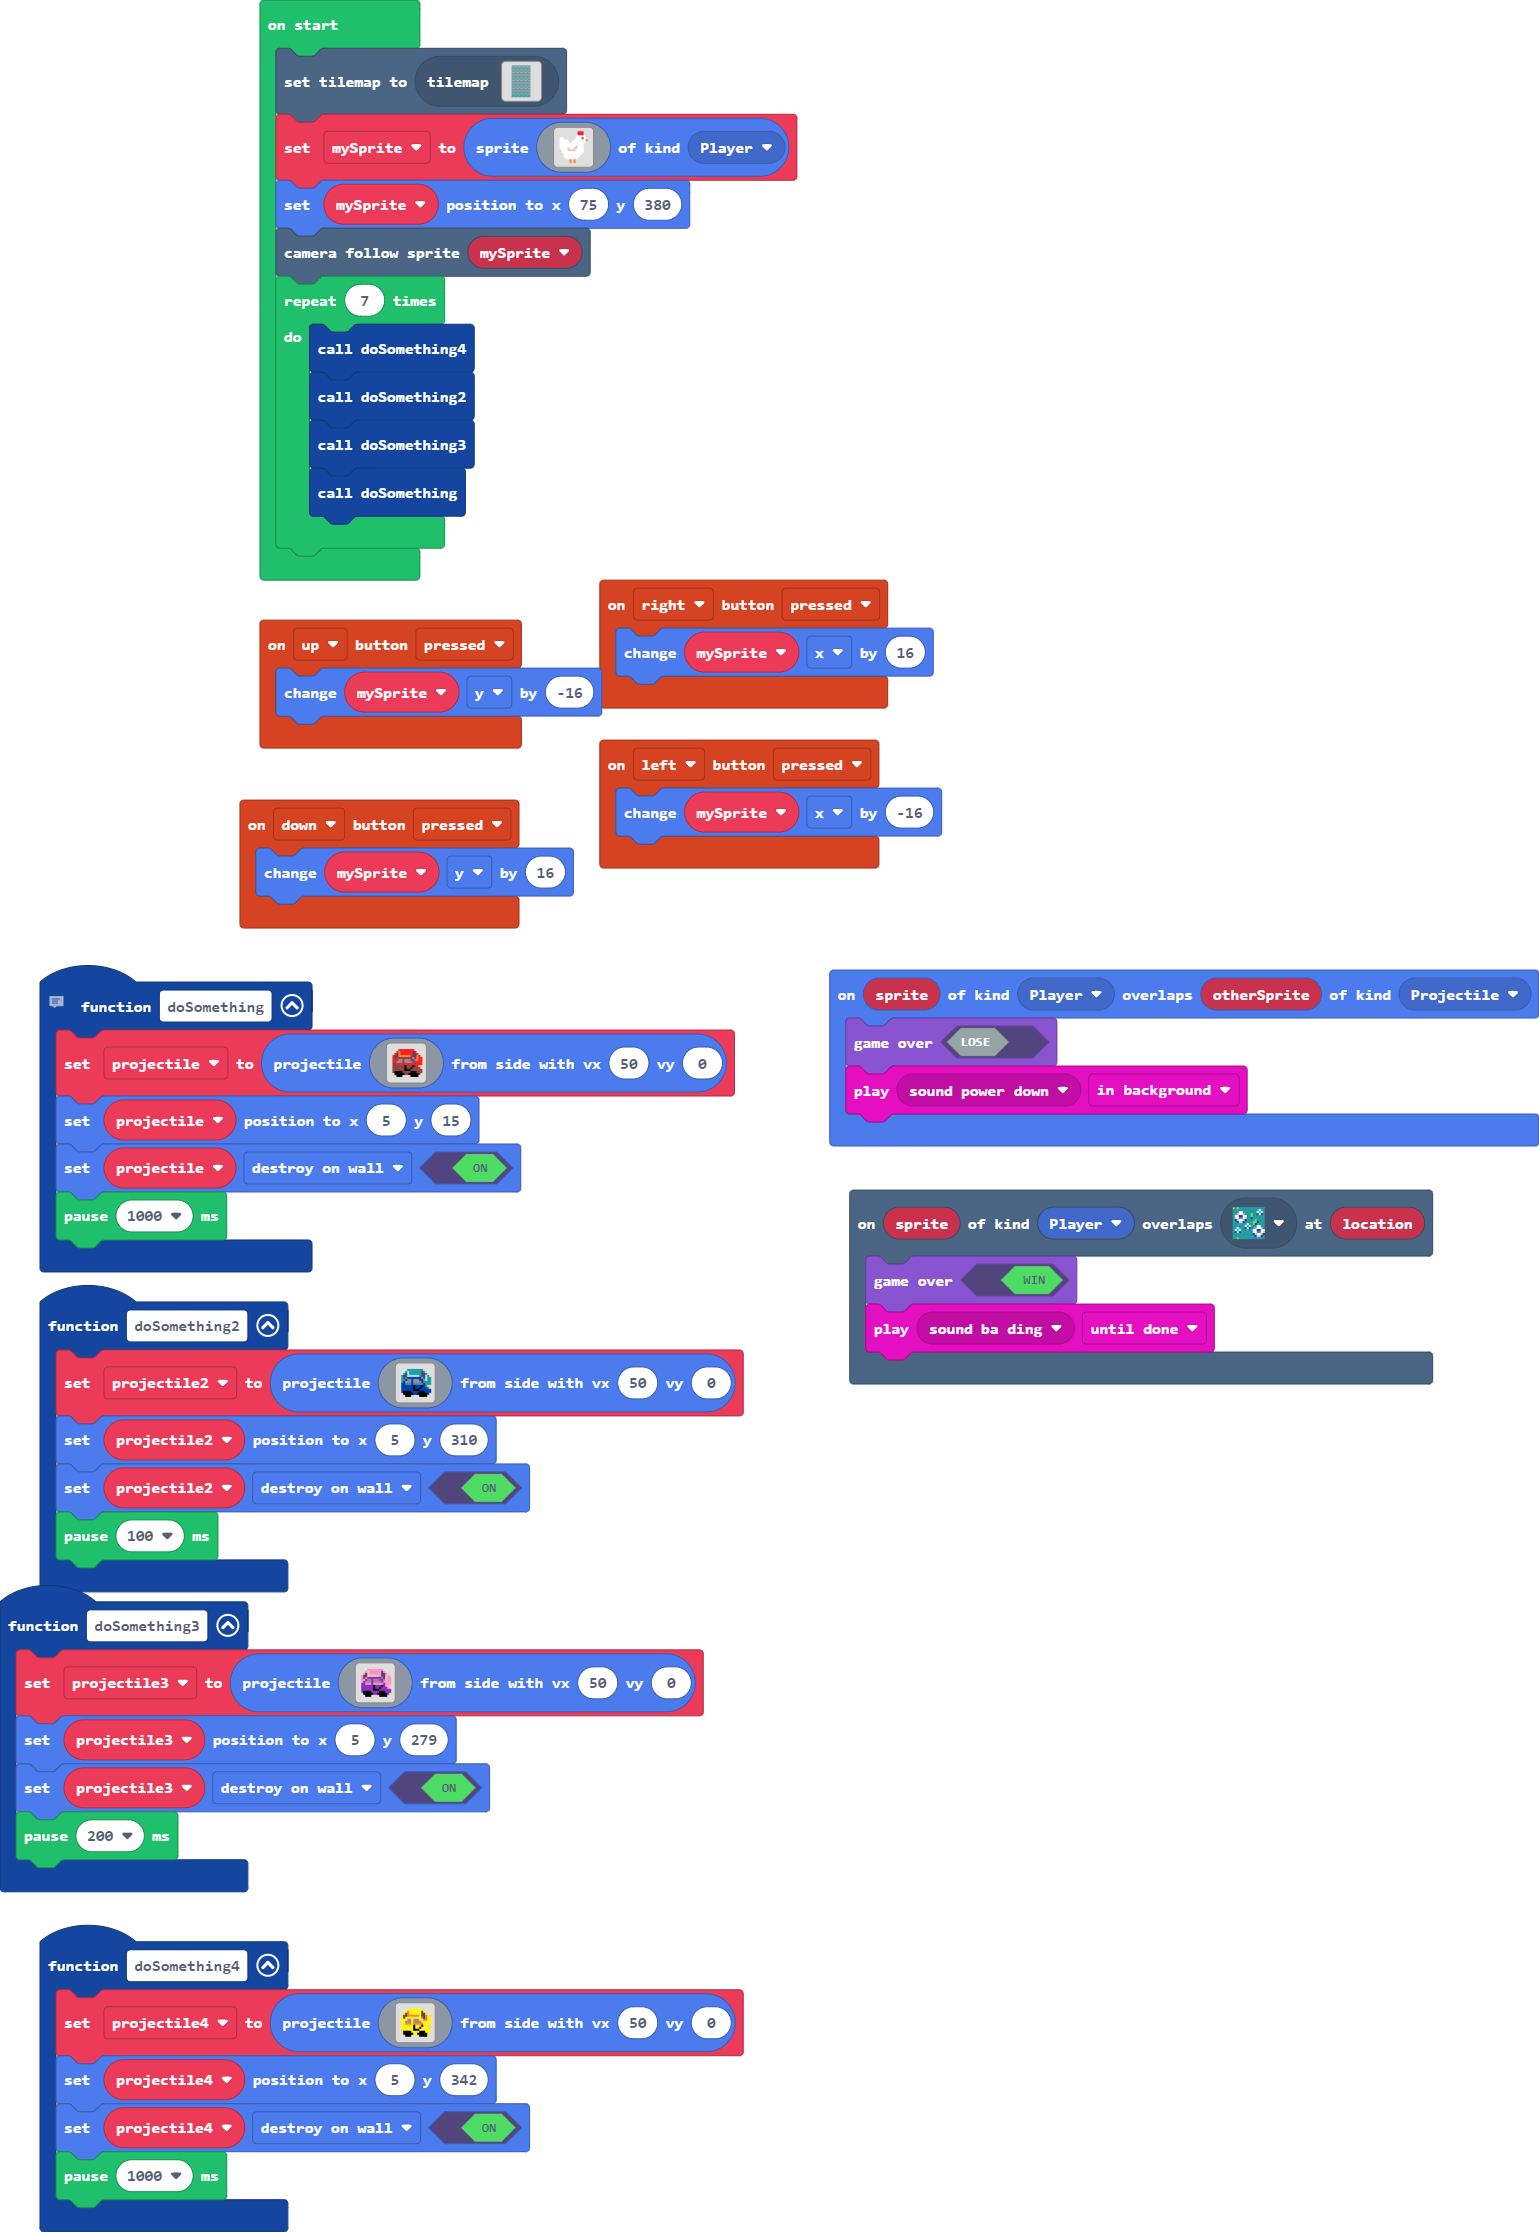 on start
set tilemap to tilemap
set mySprite to sprite of kind Player
set mySprite position to x 75 y 380
camera follow sprite mySprite
repeat 7 times
do
call doSomething4
call doSomething2
call doSomething3
call doSomething
on up button pressed
change mySprite y by -16
on right button pressed
change mySprite x by 16
on down button pressed
change mySprite y by 16
on left button pressed
change mySprite x by -16
function doSomething
set projectile to projectile from side with vx 50 vy 0
set projectile position to x 5 y 15
set projectile destroy on wall ON
pause 1000 ms
on sprite of kind Player overlaps otherSprite of kind Projectile
game over LOSE
play sound power down in background
on sprite of kind Player overlaps at location
game over WIN
play sound ba ding until done
function doSomething2
set projectile2 to projectile from side with vx 50 vy 0
set projectile2 position to x 5 y 310
set projectile2 destroy on wall ON
pause 100 ms
function doSomething3
set projectile3 to projectile from side with vx 50 vy 0
set projectile3 position to x 5 y 279
set projectile3 destroy on wall ON
pause 200 ms
function doSomething4
set projectile4 to projectile from side with vx 50 vy 0
set projectile4 position to x 5 y 342
set projectile4 destroy on wall ON
pause 1000 ms